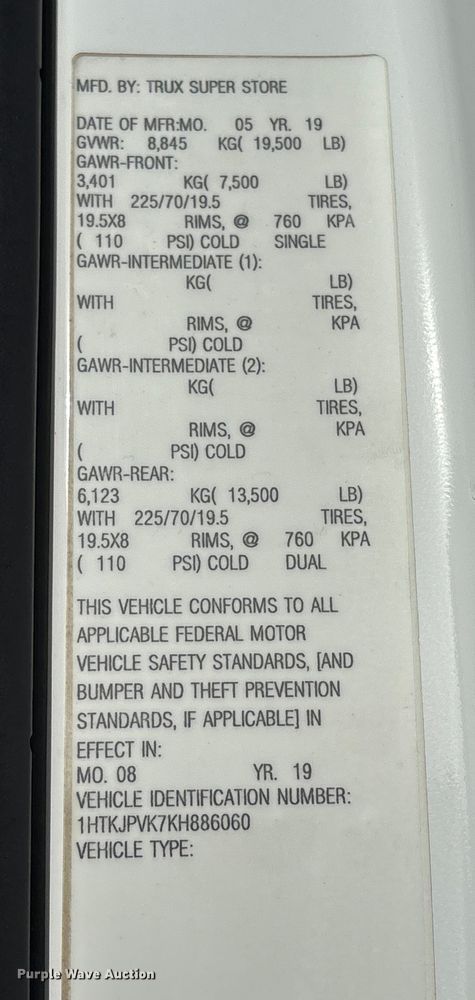 MFD. BY: TRUX SUPER STORE
DATE OF MFR:MO. 05 YR. 19
GVWR: 8,845 KG( 19,500 LB)
GAWR-FRONT:
3,401 KG( 7,500 LB)
WITH 225/70/19.5 TIRES,
19.5X8 RIMS, @ 760 KPA
( 110 PSI) COLD SINGLE
GAWR-INTERMEDIATE (1):
KG( LB)
WITH TIRES,
RIMS, @ KPA
( PSI) COLD
GAWR-INTERMEDIATE (2):
KG( LB)
WITH TIRES,
RIMS, @ KPA
( PSI) COLD
GAWR-REAR:
6,123 KG( 13,500 LB)
WITH 225/70/19.5 TIRES,
19.5X8 RIMS, @ 760 KPA
( 110 PSI) COLD DUAL
THIS VEHICLE CONFORMS TO ALL
APPLICABLE FEDERAL MOTOR
VEHICLE SAFETY STANDARDS, [AND
BUMPER AND THEFT PREVENTION
STANDARDS, IF APPLICABLE] IN
EFFECT IN:
MO. 08 YR. 19
VEHICLE IDENTIFICATION NUMBER:
1HTKJPVK7KH886060
VEHICLE TYPE:
Purple Wave Auction